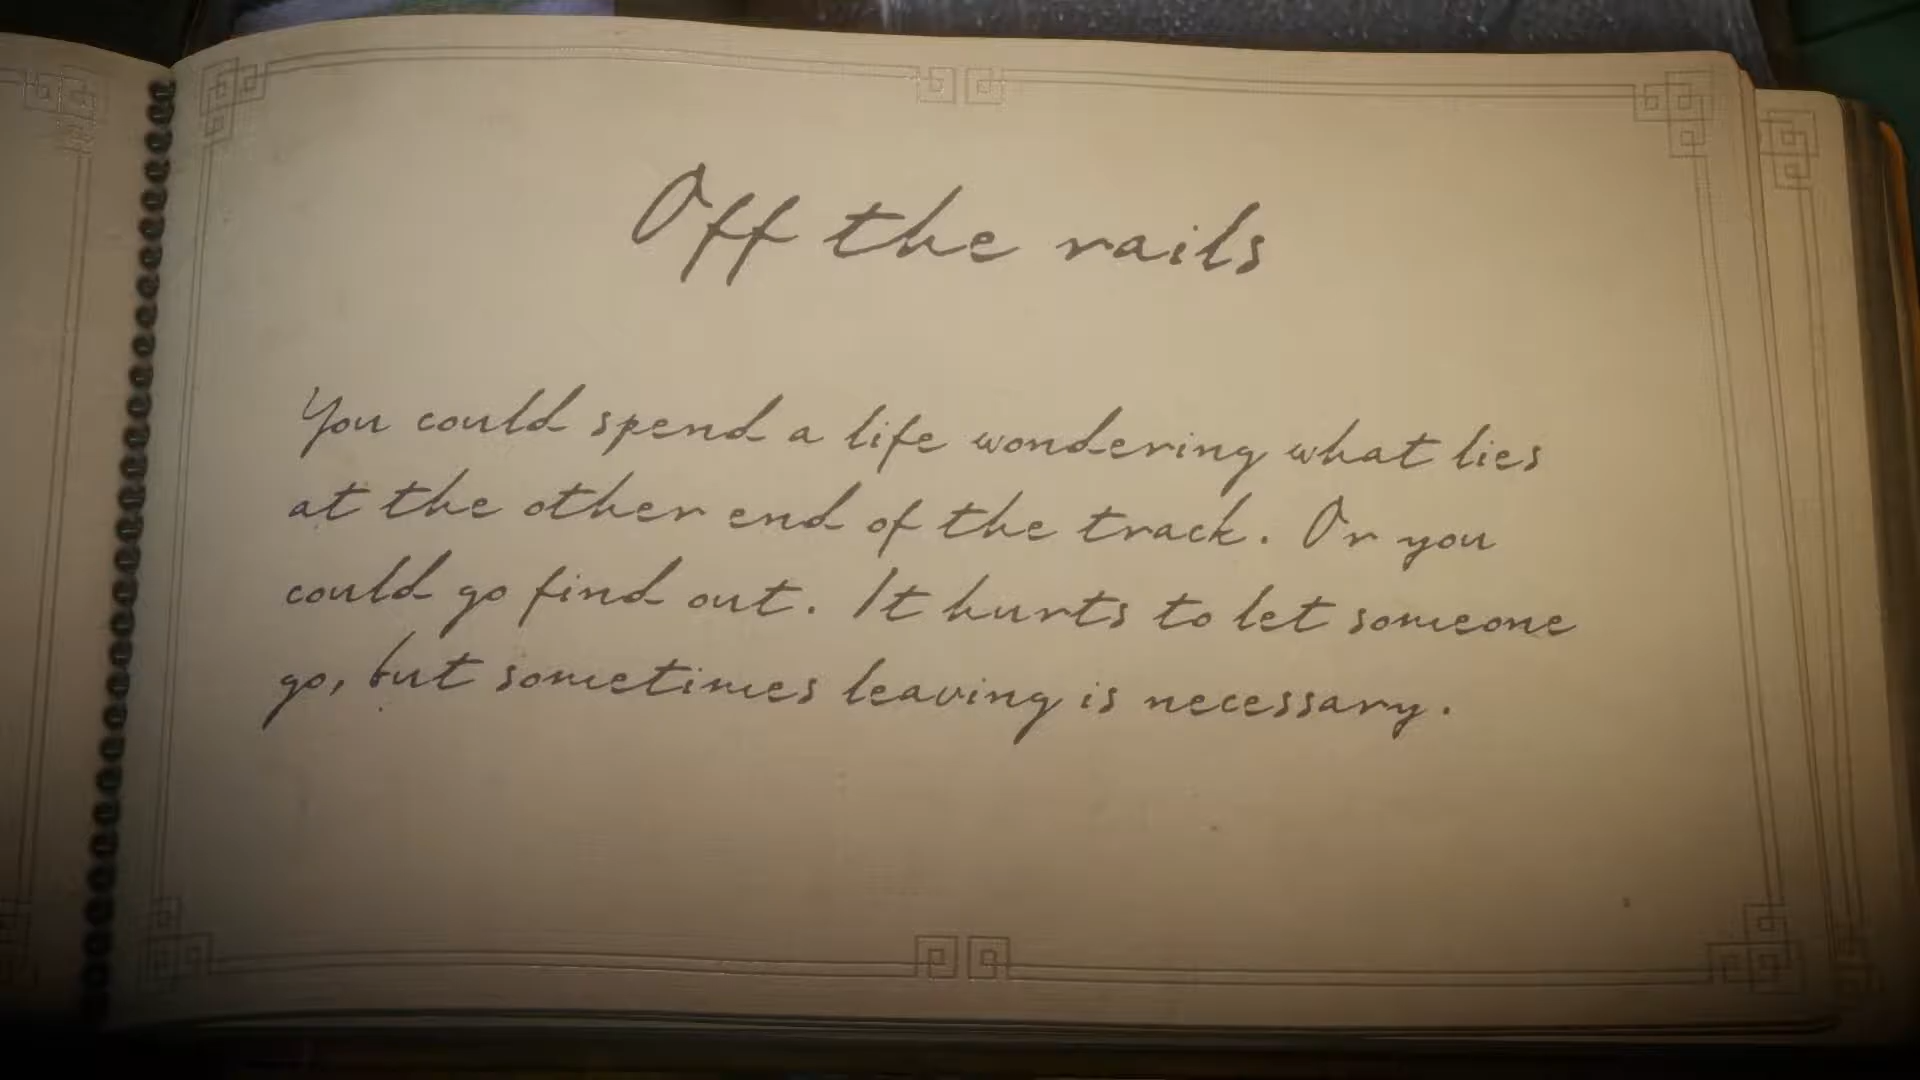 Off the rails
You could spend a life wondering what lies
at the other end of the track. Or you
could go find out. It hurts to let someone
go, but sometimes leaving is necessary.